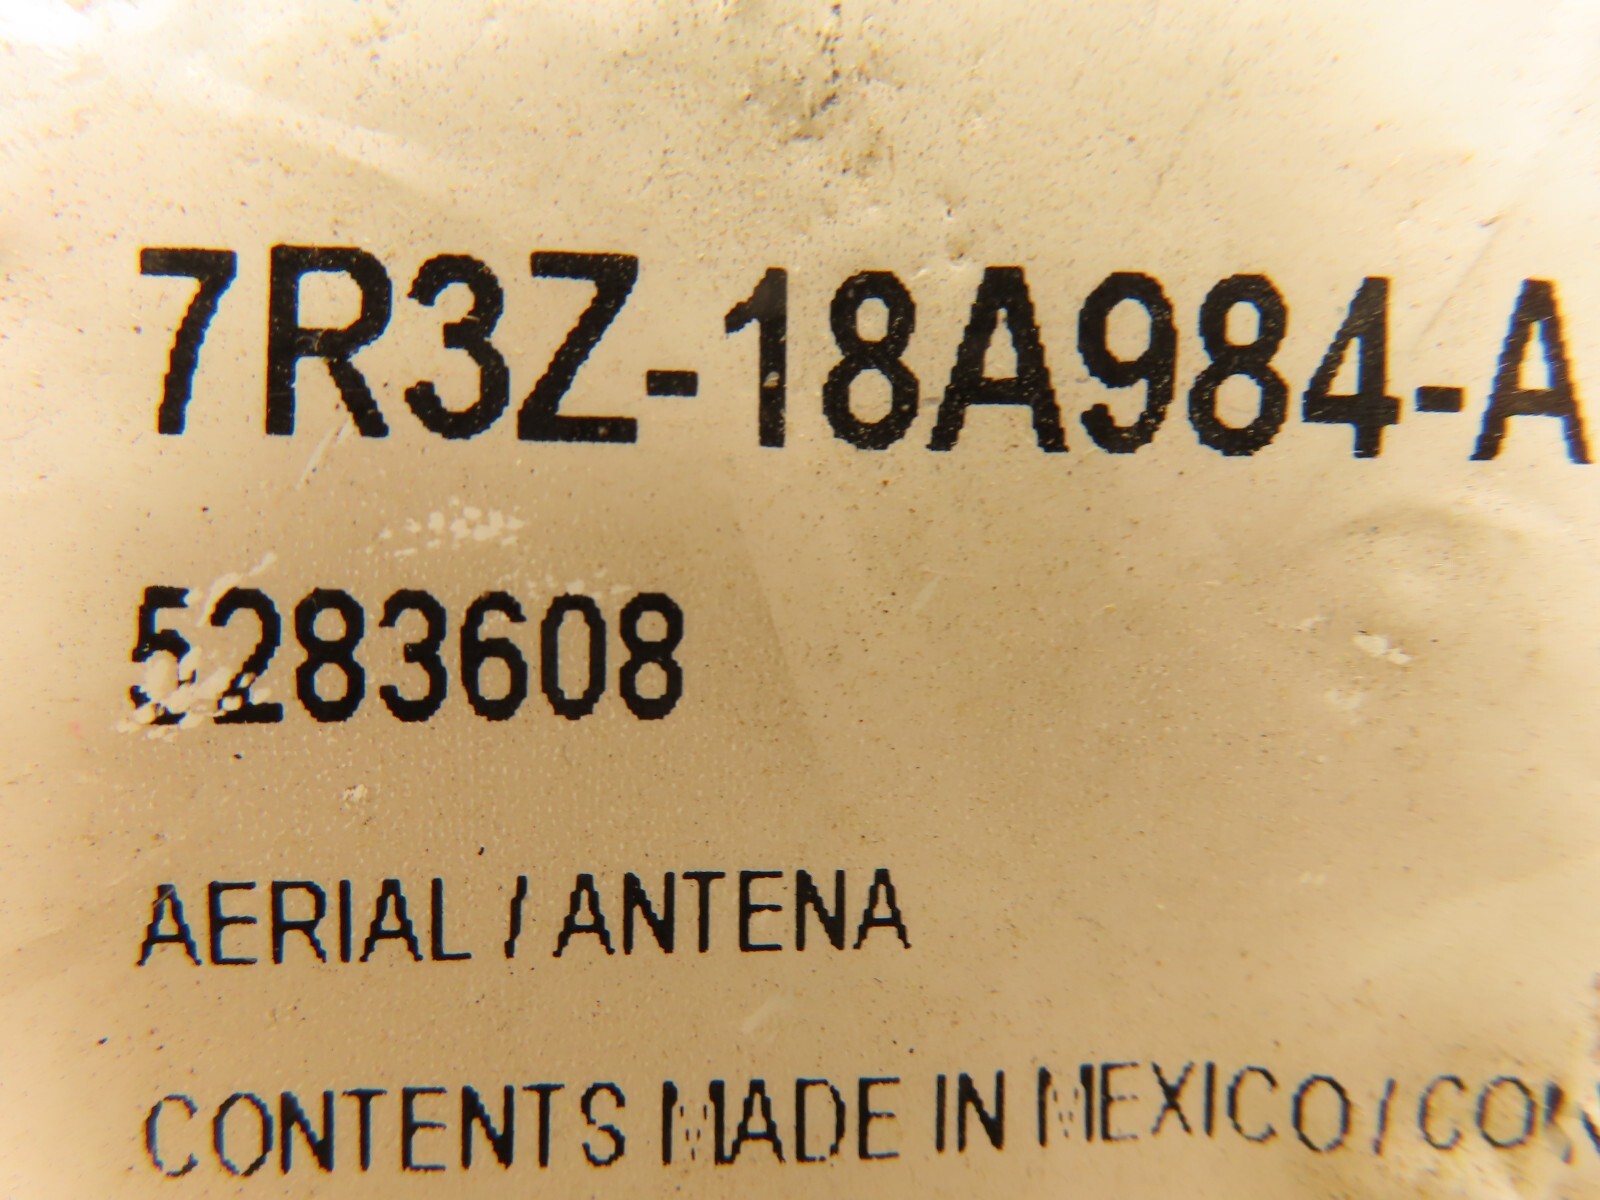 7R3Z-18A984-A
5283608
AERIAL / ANTENA
CONTENTS MADE IN MEXICO /